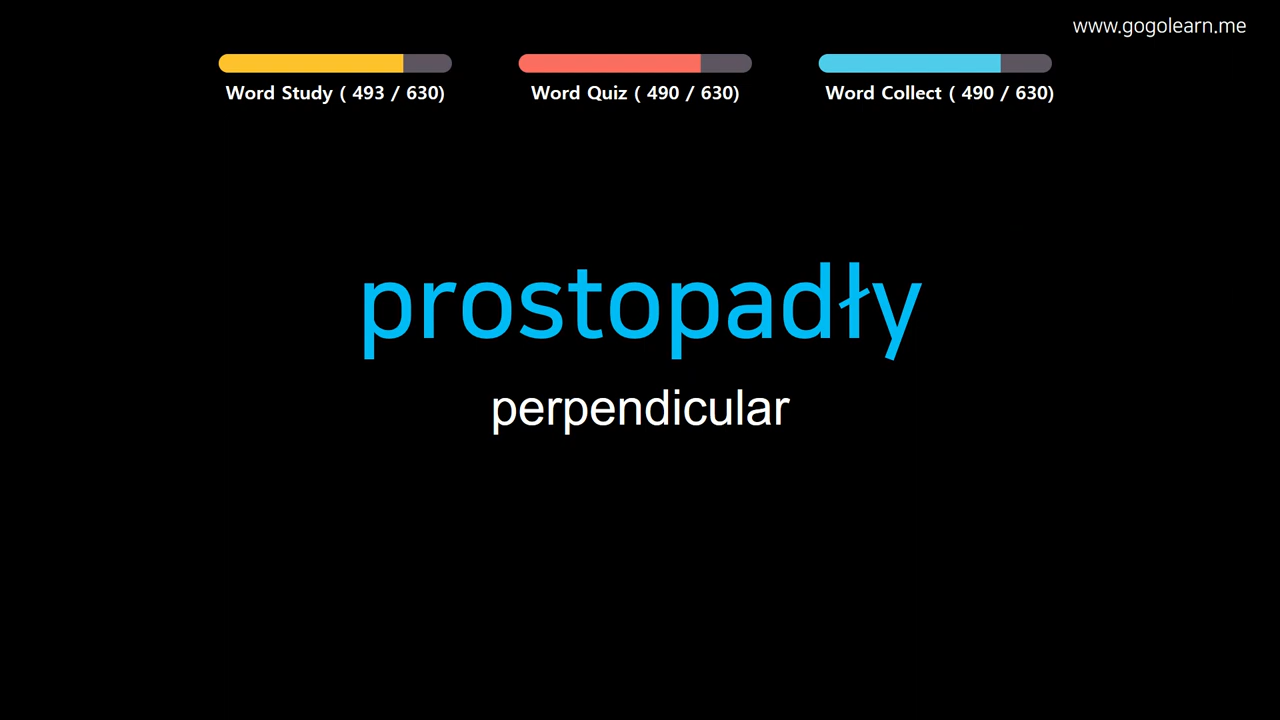 www.gogolearn.me
Word Study ( 493 / 630)
Word Quiz ( 490 / 630)
Word Collect ( 490 / 630)
prostopadły
perpendicular